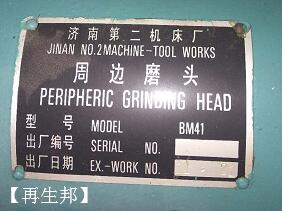 济南第二机床厂
JINAN NO.2 MACHINE-TOOL WORKS
周边磨头
PERIPHERIC GRINDING HEAD
型号 MODEL BM41
出厂编号 SERIAL NO.
出厂日期 EX.-WORK NO.
【再生邦】